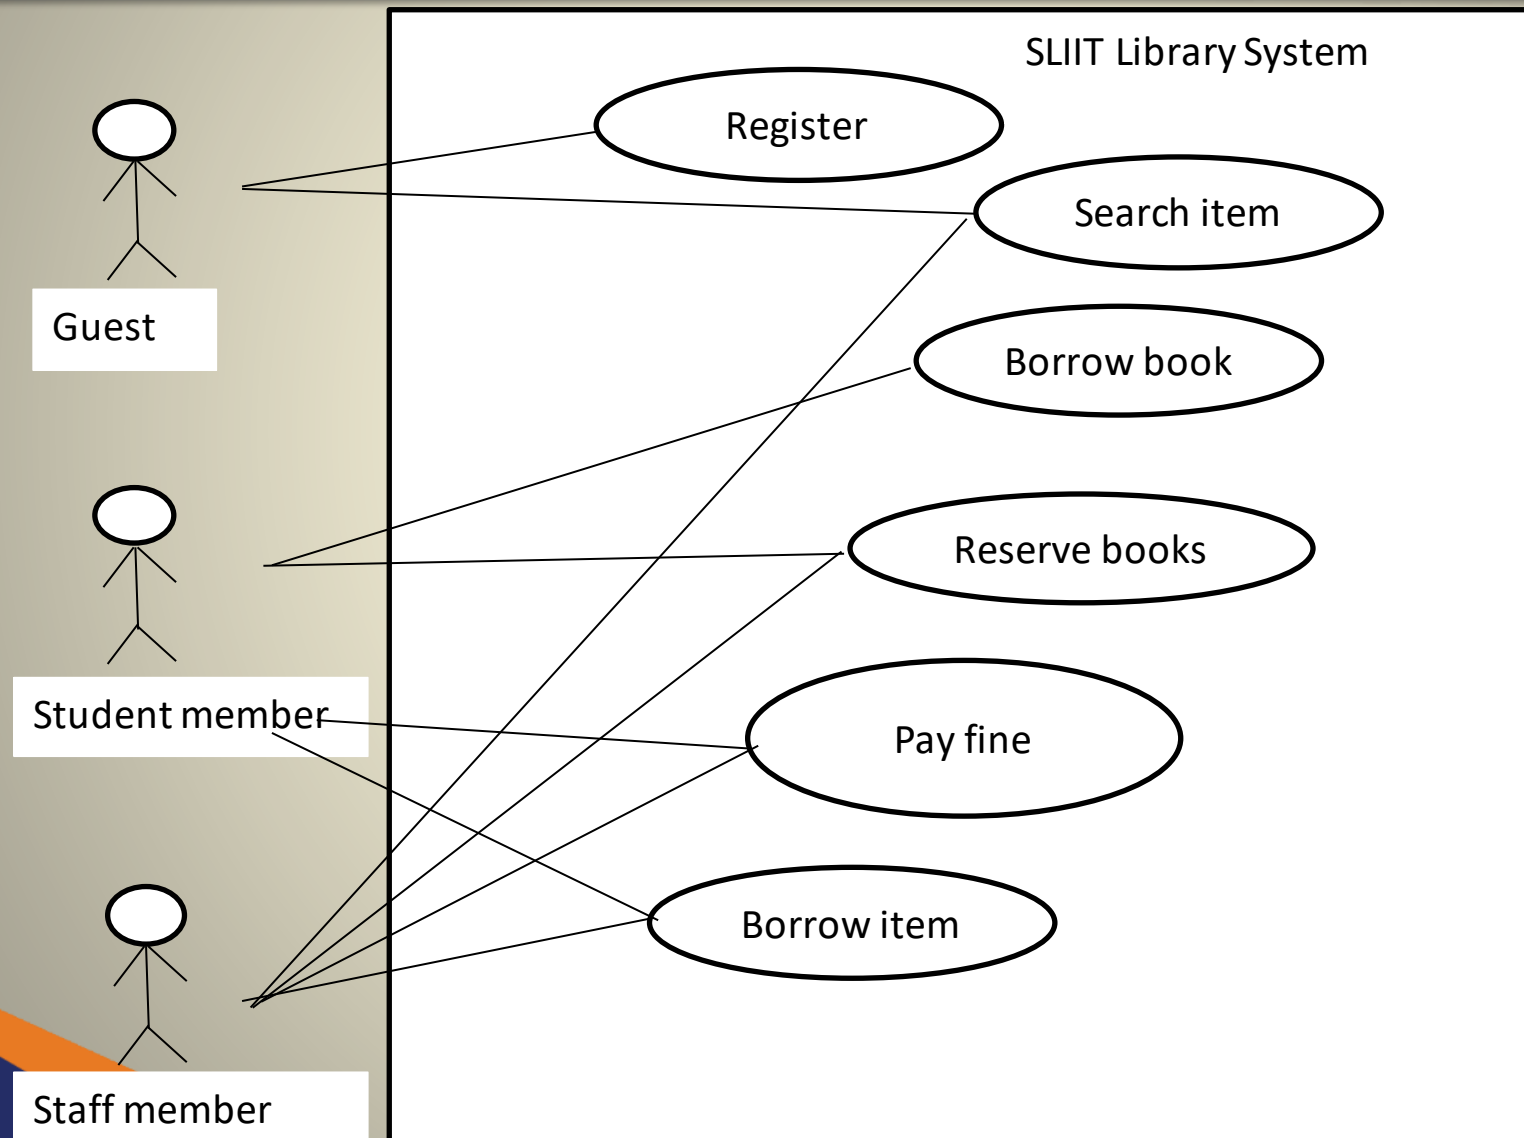 SLIIT Library System
Register
Search item
Guest
Borrow book
Reserve books
Student member
Pay fine
Borrow item
Staff member